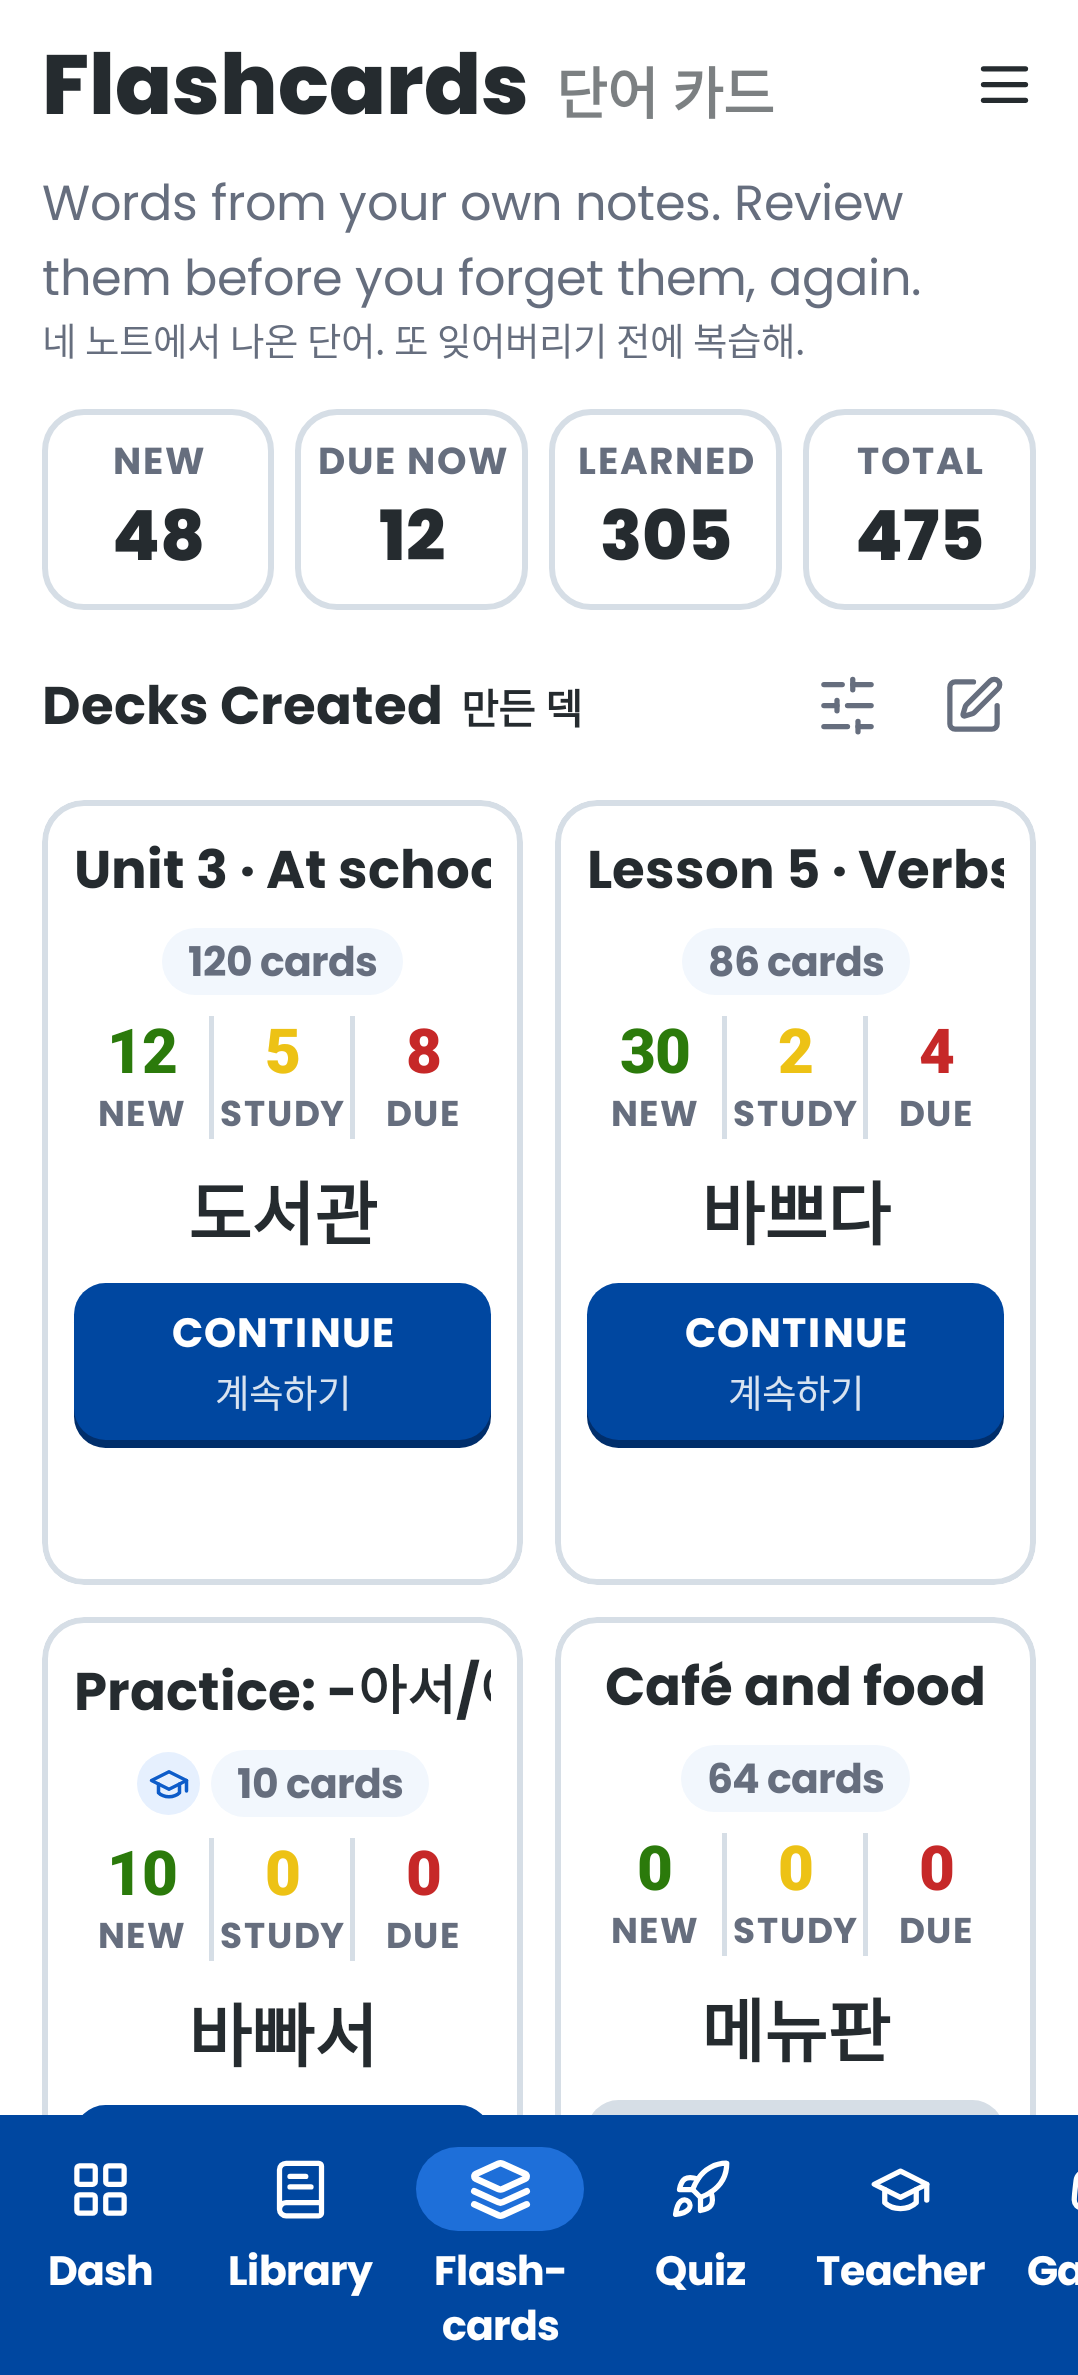 Flashcards 단어 카드
Words from your own notes. Review
them before you forget them, again.
네 노트에서 나온 단어. 또 잊어버리기 전에 복습해.
NEW DUE NOW LEARNED TOTAL
48 12 305 475
Decks Created 만든 덱
Unit 3 · At schoo
120 cards
12 5 8
NEW STUDY DUE
도서관
CONTINUE
계속하기
Lesson 5 · Verbs
86 cards
30 2 4
NEW STUDY DUE
바쁘다
CONTINUE
계속하기
Practice: -아서/
10 cards
10 0 0
NEW STUDY DUE
바빠서
Café and food
64 cards
0 0 0
NEW STUDY DUE
메뉴판
Dash Library Flash-
cards Quiz Teacher Ga